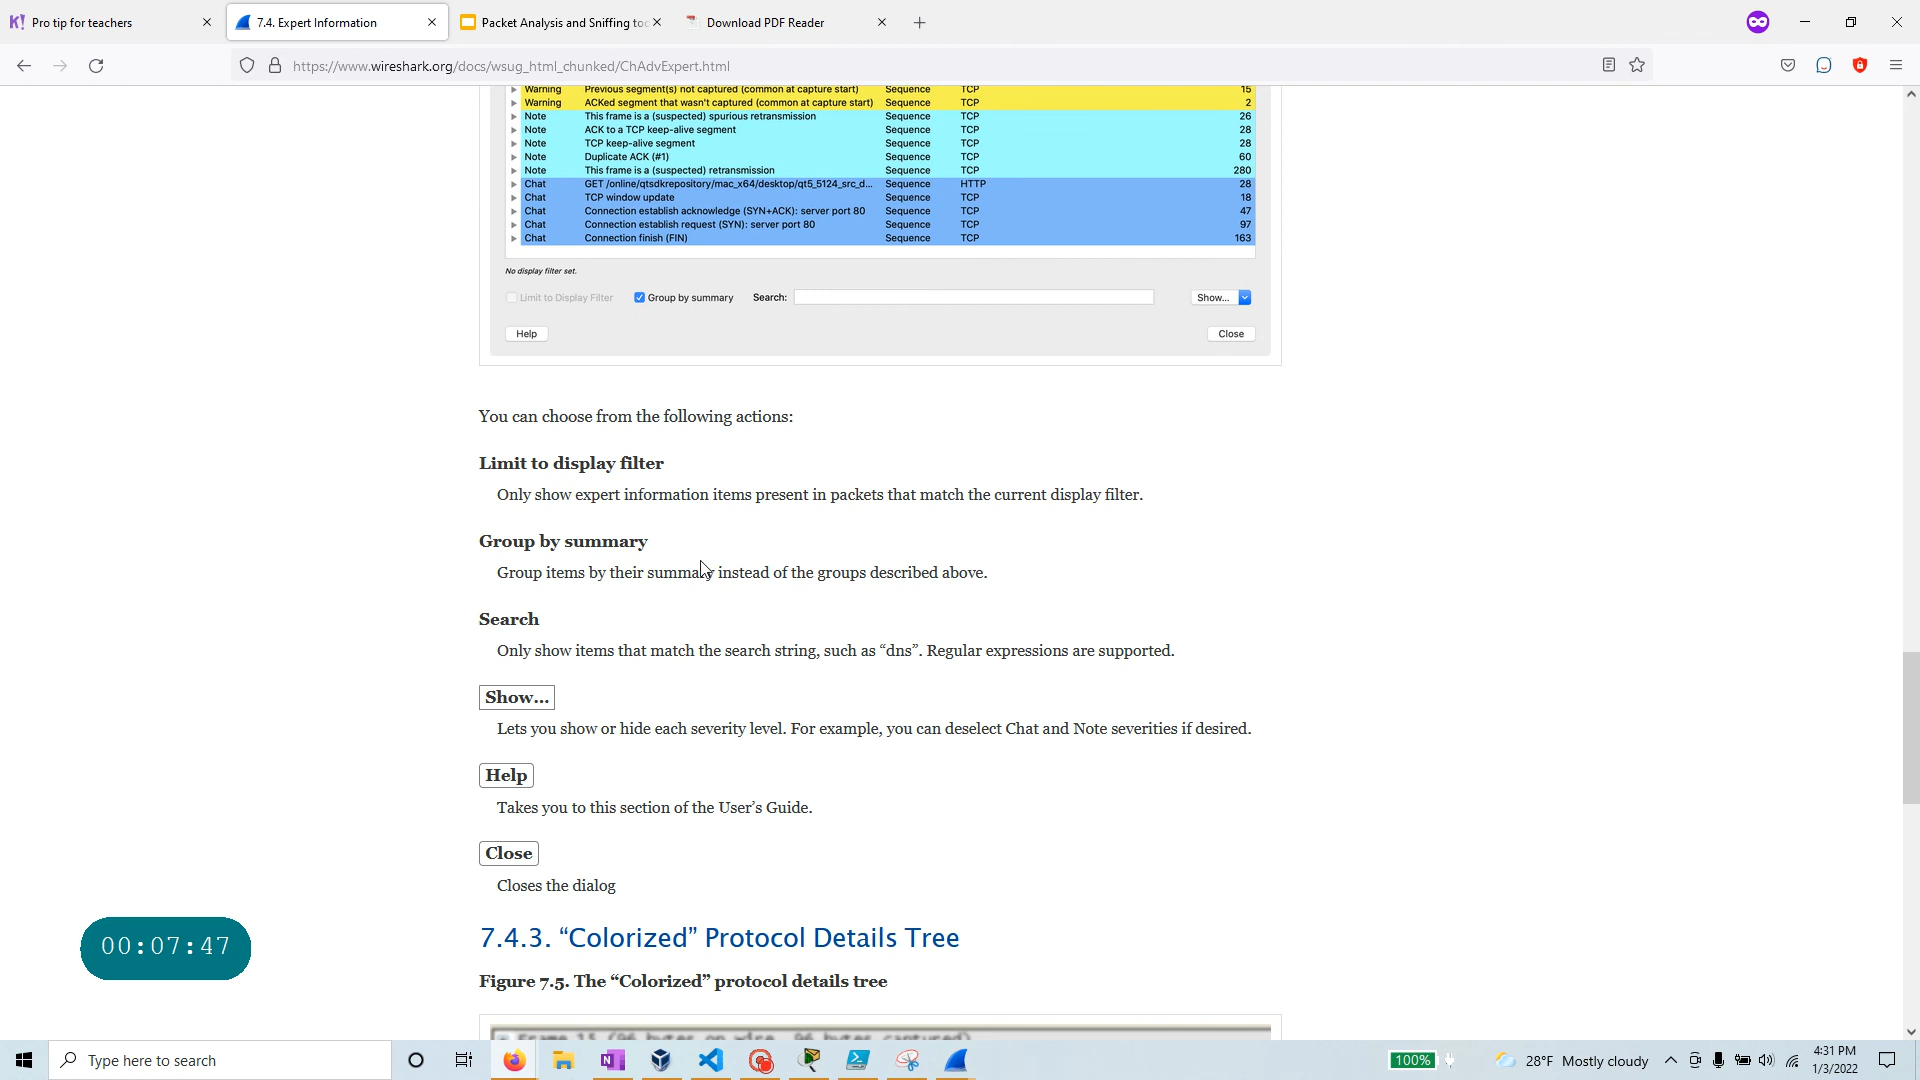 Pro tip for teachers
7.4. Expert Information
Packet Analysis and Sniffing to
Download PDF Reader
https://www.wireshark.org/docs/wsug_html_chunked/ChAdvExpert.html
Warning Previous segment(s) not captured (common at capture start) Sequence TCP 15
Warning ACKed segment that wasn't captured (common at capture start) Sequence TCP 2
Note This frame is a (suspected) spurious retransmission Sequence TCP 26
Note ACK to a TCP keep-alive segment Sequence TCP 28
Note TCP keep-alive segment Sequence TCP 28
Note Duplicate ACK (#1) Sequence TCP 60
Note This frame is a (suspected) retransmission Sequence TCP 280
Chat GET /online/qtsdkrepository/mac_x64/desktop/qt5_5124_src_d... Sequence HTTP 28
Chat TCP window update Sequence TCP 18
Chat Connection establish acknowledge (SYN+ACK): server port 80 Sequence TCP 47
Chat Connection establish request (SYN): server port 80 Sequence TCP 97
Chat Connection finish (FIN) Sequence TCP 163
No display filter set.
Limit to Display Filter Group by summary Search: Show...
Help Close
You can choose from the following actions:
Limit to display filter
Only show expert information items present in packets that match the current display filter.
Group by summary
Group items by their summary instead of the groups described above.
Search
Only show items that match the search string, such as “dns”. Regular expressions are supported.
Show...
Lets you show or hide each severity level. For example, you can deselect Chat and Note severities if desired.
Help
Takes you to this section of the User’s Guide.
Close
Closes the dialog
7.4.3. “Colorized” Protocol Details Tree
Figure 7.5. The “Colorized” protocol details tree
Frame 15 (96 bytes on wire, 96 bytes captured)
00:07:47
Type here to search
100%
28°F Mostly cloudy
4:31 PM
1/3/2022